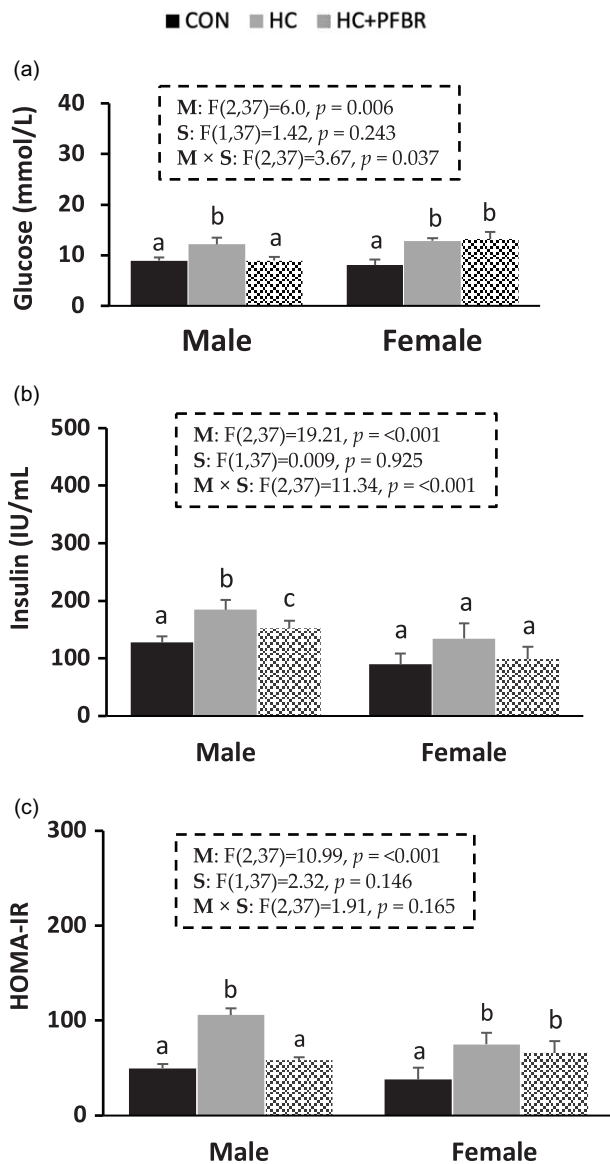 CON HC HC+PFBR
(a)
M: F(2,37)=6.0, p = 0.006
S: F(1,37)=1.42, p = 0.243
M × S: F(2,37)=3.67, p = 0.037
Glucose (mmol/L)
40
30
20
10
0
a b a a b b
Male Female
(b)
M: F(2,37)=19.21, p = <0.001
S: F(1,37)=0.009, p = 0.925
M × S: F(2,37)=11.34, p = <0.001
Insulin (IU/mL
500
400
300
200
100
0
a b c a a a
Male Female
(c)
M: F(2,37)=10.99, p = <0.001
S: F(1,37)=2.32, p = 0.146
M × S: F(2,37)=1.91, p = 0.165
HOMA-IR
300
200
100
0
a b a a b b
Male Female